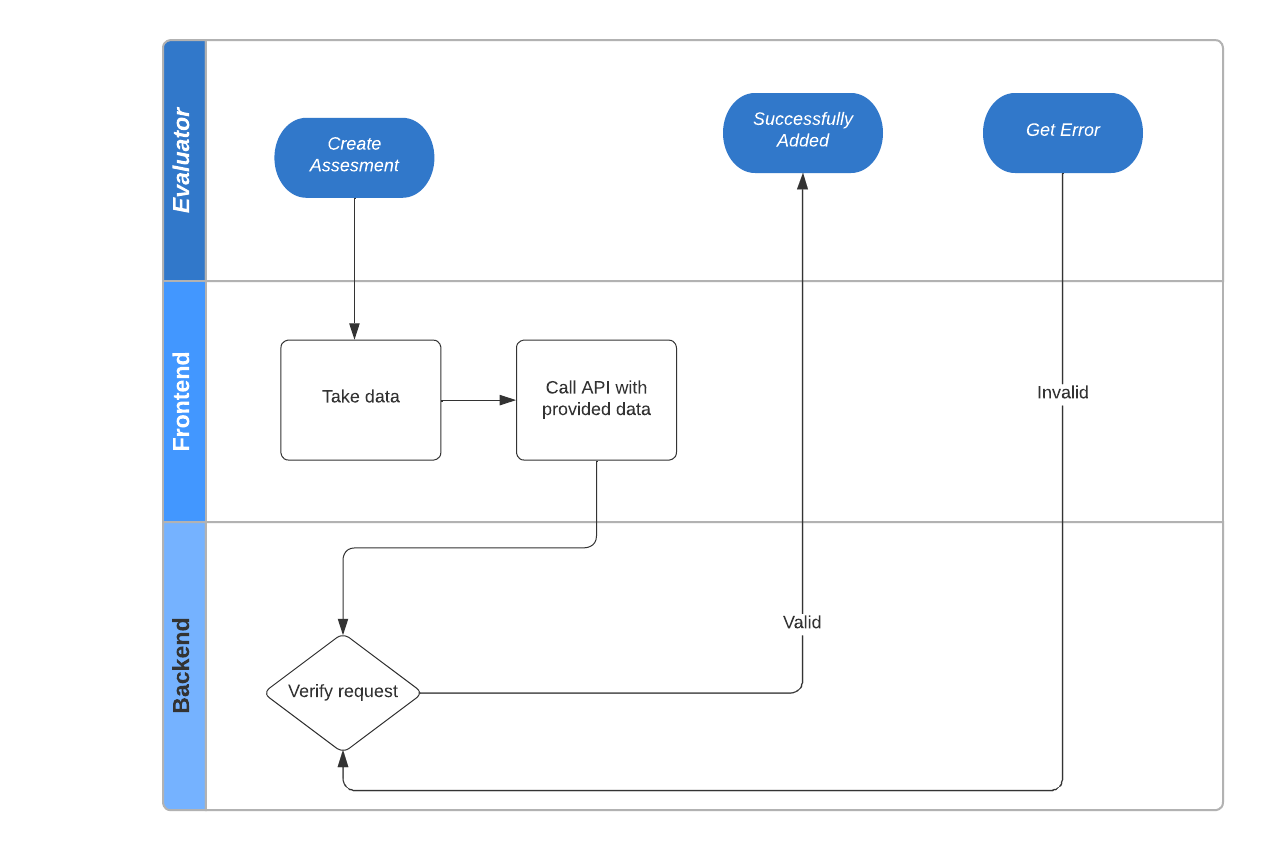 Evaluator
Create
Assesment
Successfully
Added
Get Error
Frontend
Take data
Call API with
provided data
Invalid
Backend
Valid
Verify request